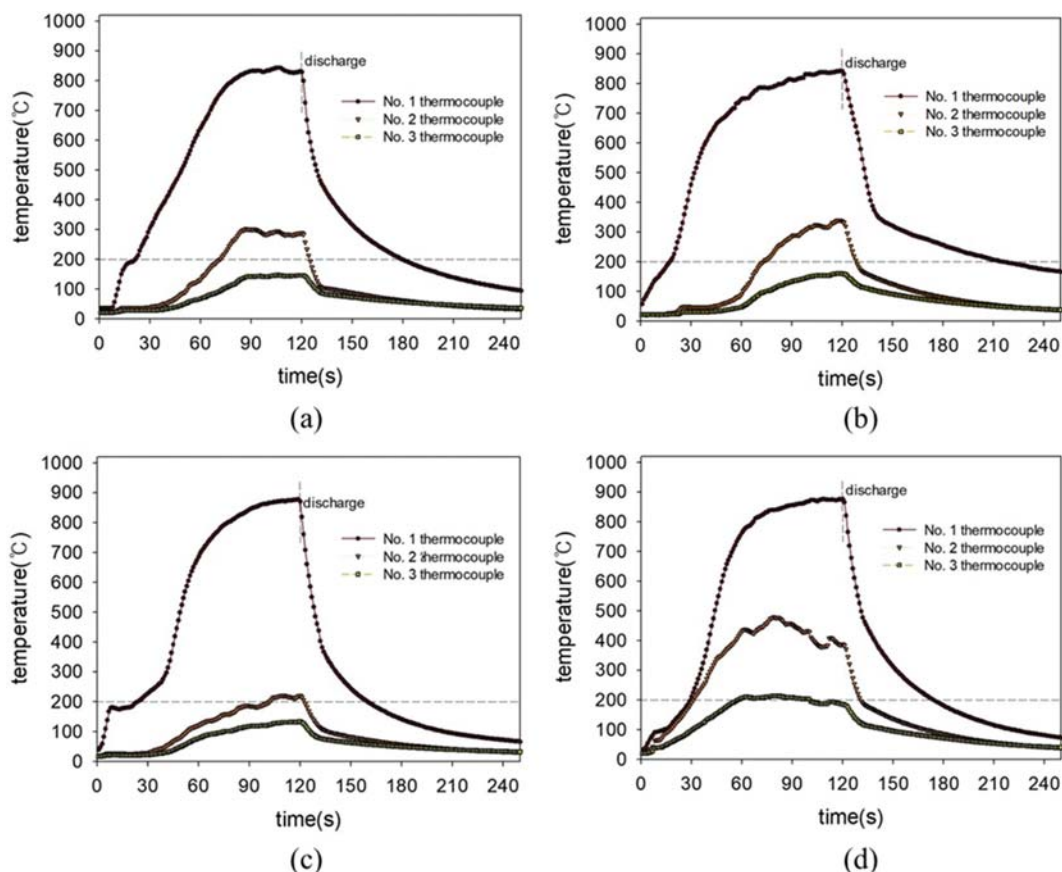 1000
900
800
700
600
500
400
300
200
100
0
temperature(℃)
discharge
No. 1 thermocouple
No. 2 thermocouple
No. 3 thermocouple
0 30 60 90 120 150 180 210 240
time(s)
(a)
1000
900
800
700
600
500
400
300
200
100
0
temperature(℃)
discharge
No. 1 thermocouple
No. 2 thermocouple
No. 3 thermocouple
0 30 60 90 120 150 180 210 240
time(s)
(b)
1000
900
800
700
600
500
400
300
200
100
0
temperature(℃)
discharge
No. 1 thermocouple
No. 2 thermocouple
No. 3 thermocouple
0 30 60 90 120 150 180 210 240
time(s)
(c)
1000
900
800
700
600
500
400
300
200
100
0
temperature(℃)
discharge
No. 1 thermocouple
No. 2 thermocouple
No. 3 thermocouple
0 30 60 90 120 150 180 210 240
time(s)
(d)